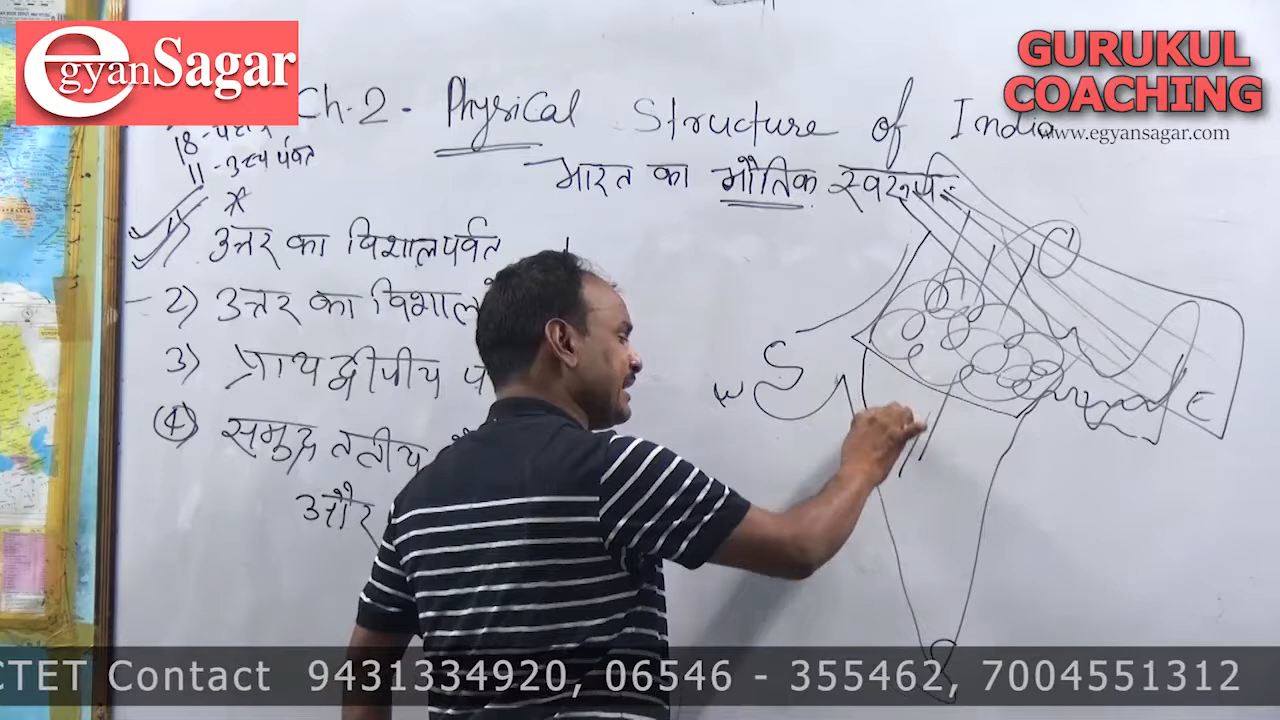 egyanSagar
GURUKUL
COACHING
www.egyansagar.com
Ch-2 - Physical Structure of India
भारत का भौतिक स्वरूप
18 -
11 - उच्च पर्वत
1) उत्तर का विशाल पर्वत
2) उत्तर का विशाल
3) प्रायद्वीपीय प
(4) समुद्र तटीय
और
S
W
E
S
CTET Contact 9431334920, 06546 - 355462, 7004551312